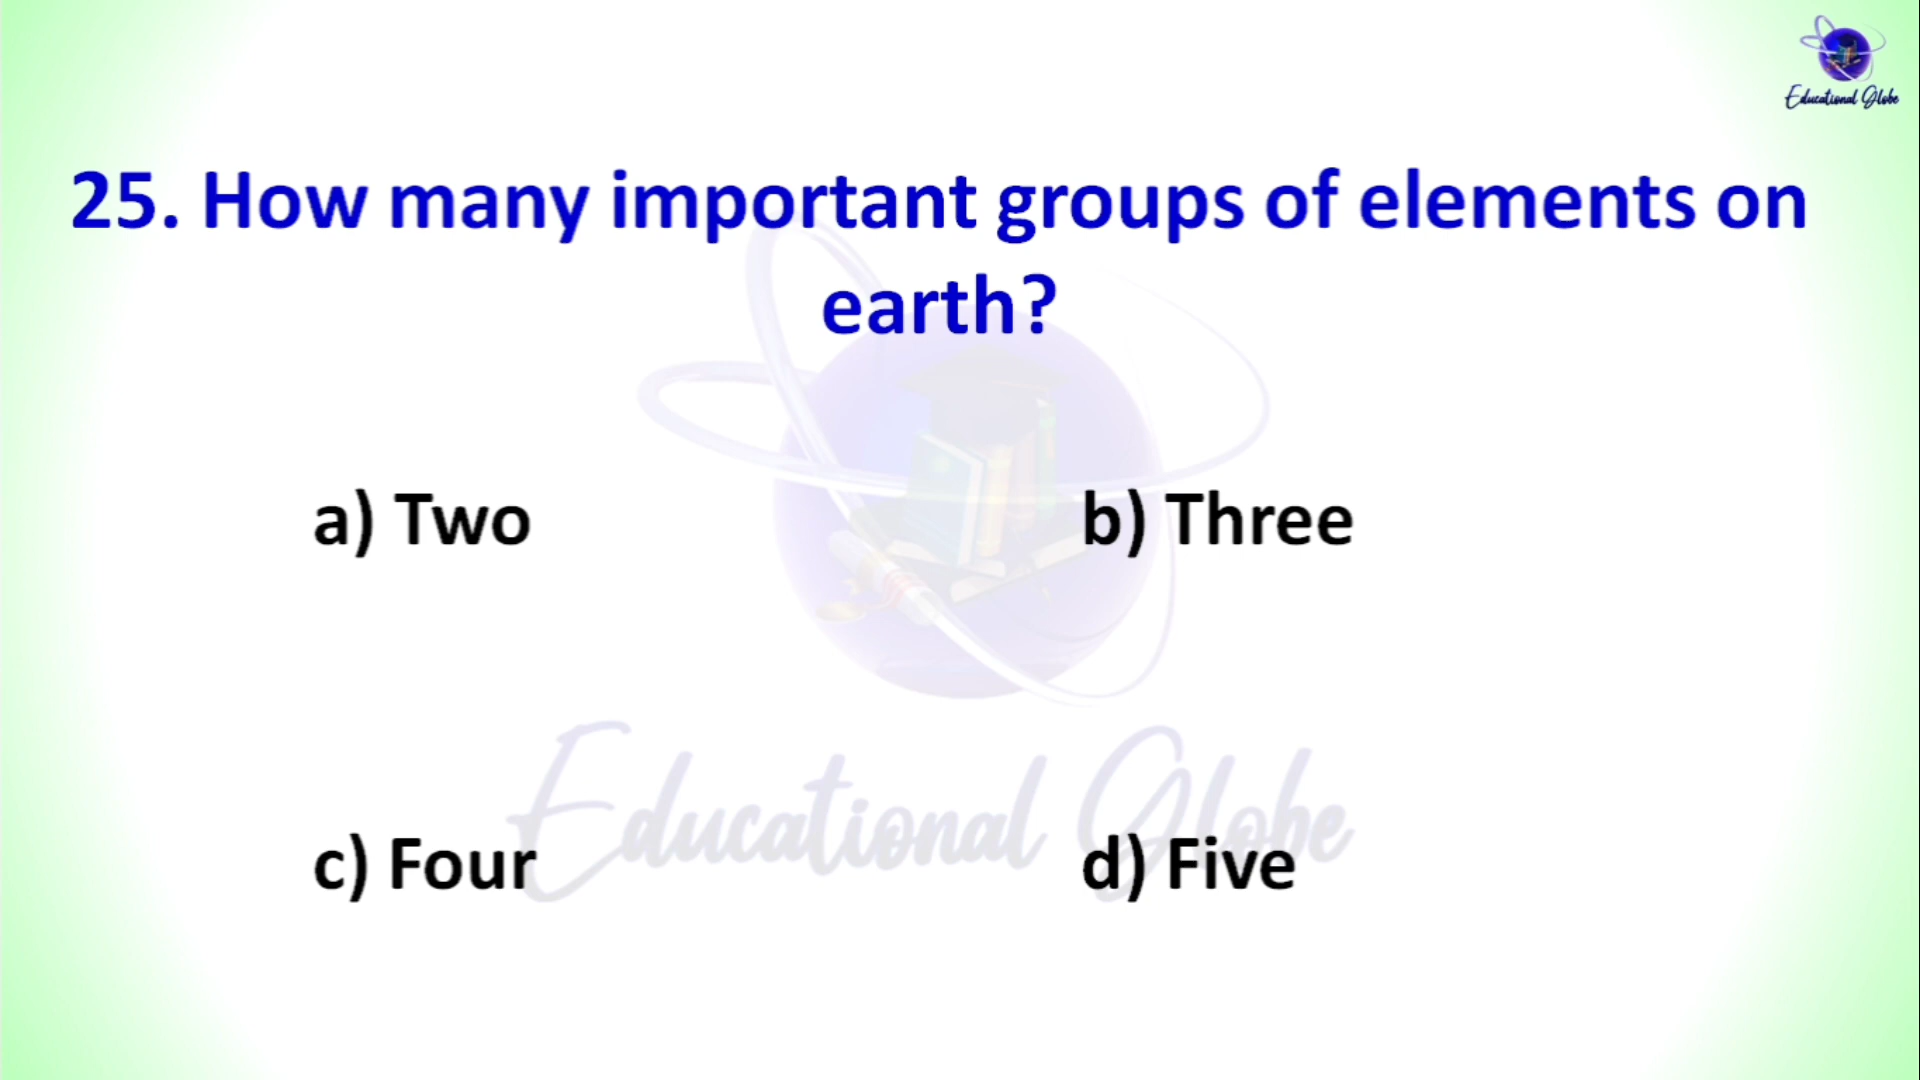 Educational Globe
25. How many important groups of elements on
earth?
a) Two
b) Three
c) Four
d) Five
Educational Globe